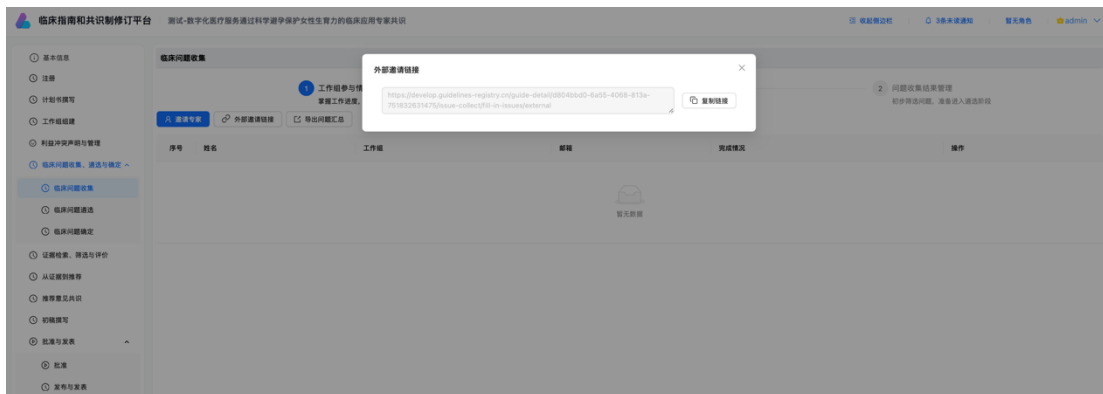 临床指南和共识制修订平台
测试-数字化医疗服务通过科学避孕保护女性生育力的临床应用专家共识
收起侧边栏
3条未读通知
暂无角色
admin
基本信息
注册
计划书撰写
工作组组建
利益冲突声明与管理
临床问题收集、遴选与确定
临床问题收集
临床问题遴选
临床问题确定
证据检索、筛选与评价
从证据到推荐
推荐意见共识
初稿撰写
批准与发表
批准
发布与发表
临床问题收集
1 工作组参与情
掌握工作进度,
2 问题收集结果管理
初步筛选问题,准备进入遴选阶段
邀请专家
外部邀请链接
导出问题汇总
外部邀请链接
https://develop.guidelines-registry.cn/guide-detail/d804bbd0-6a55-4068-813a-
751832631475/issue-collect/fill-in-issues/external
复制链接
序号 姓名 工作组 邮箱 完成情况 操作
暂无数据